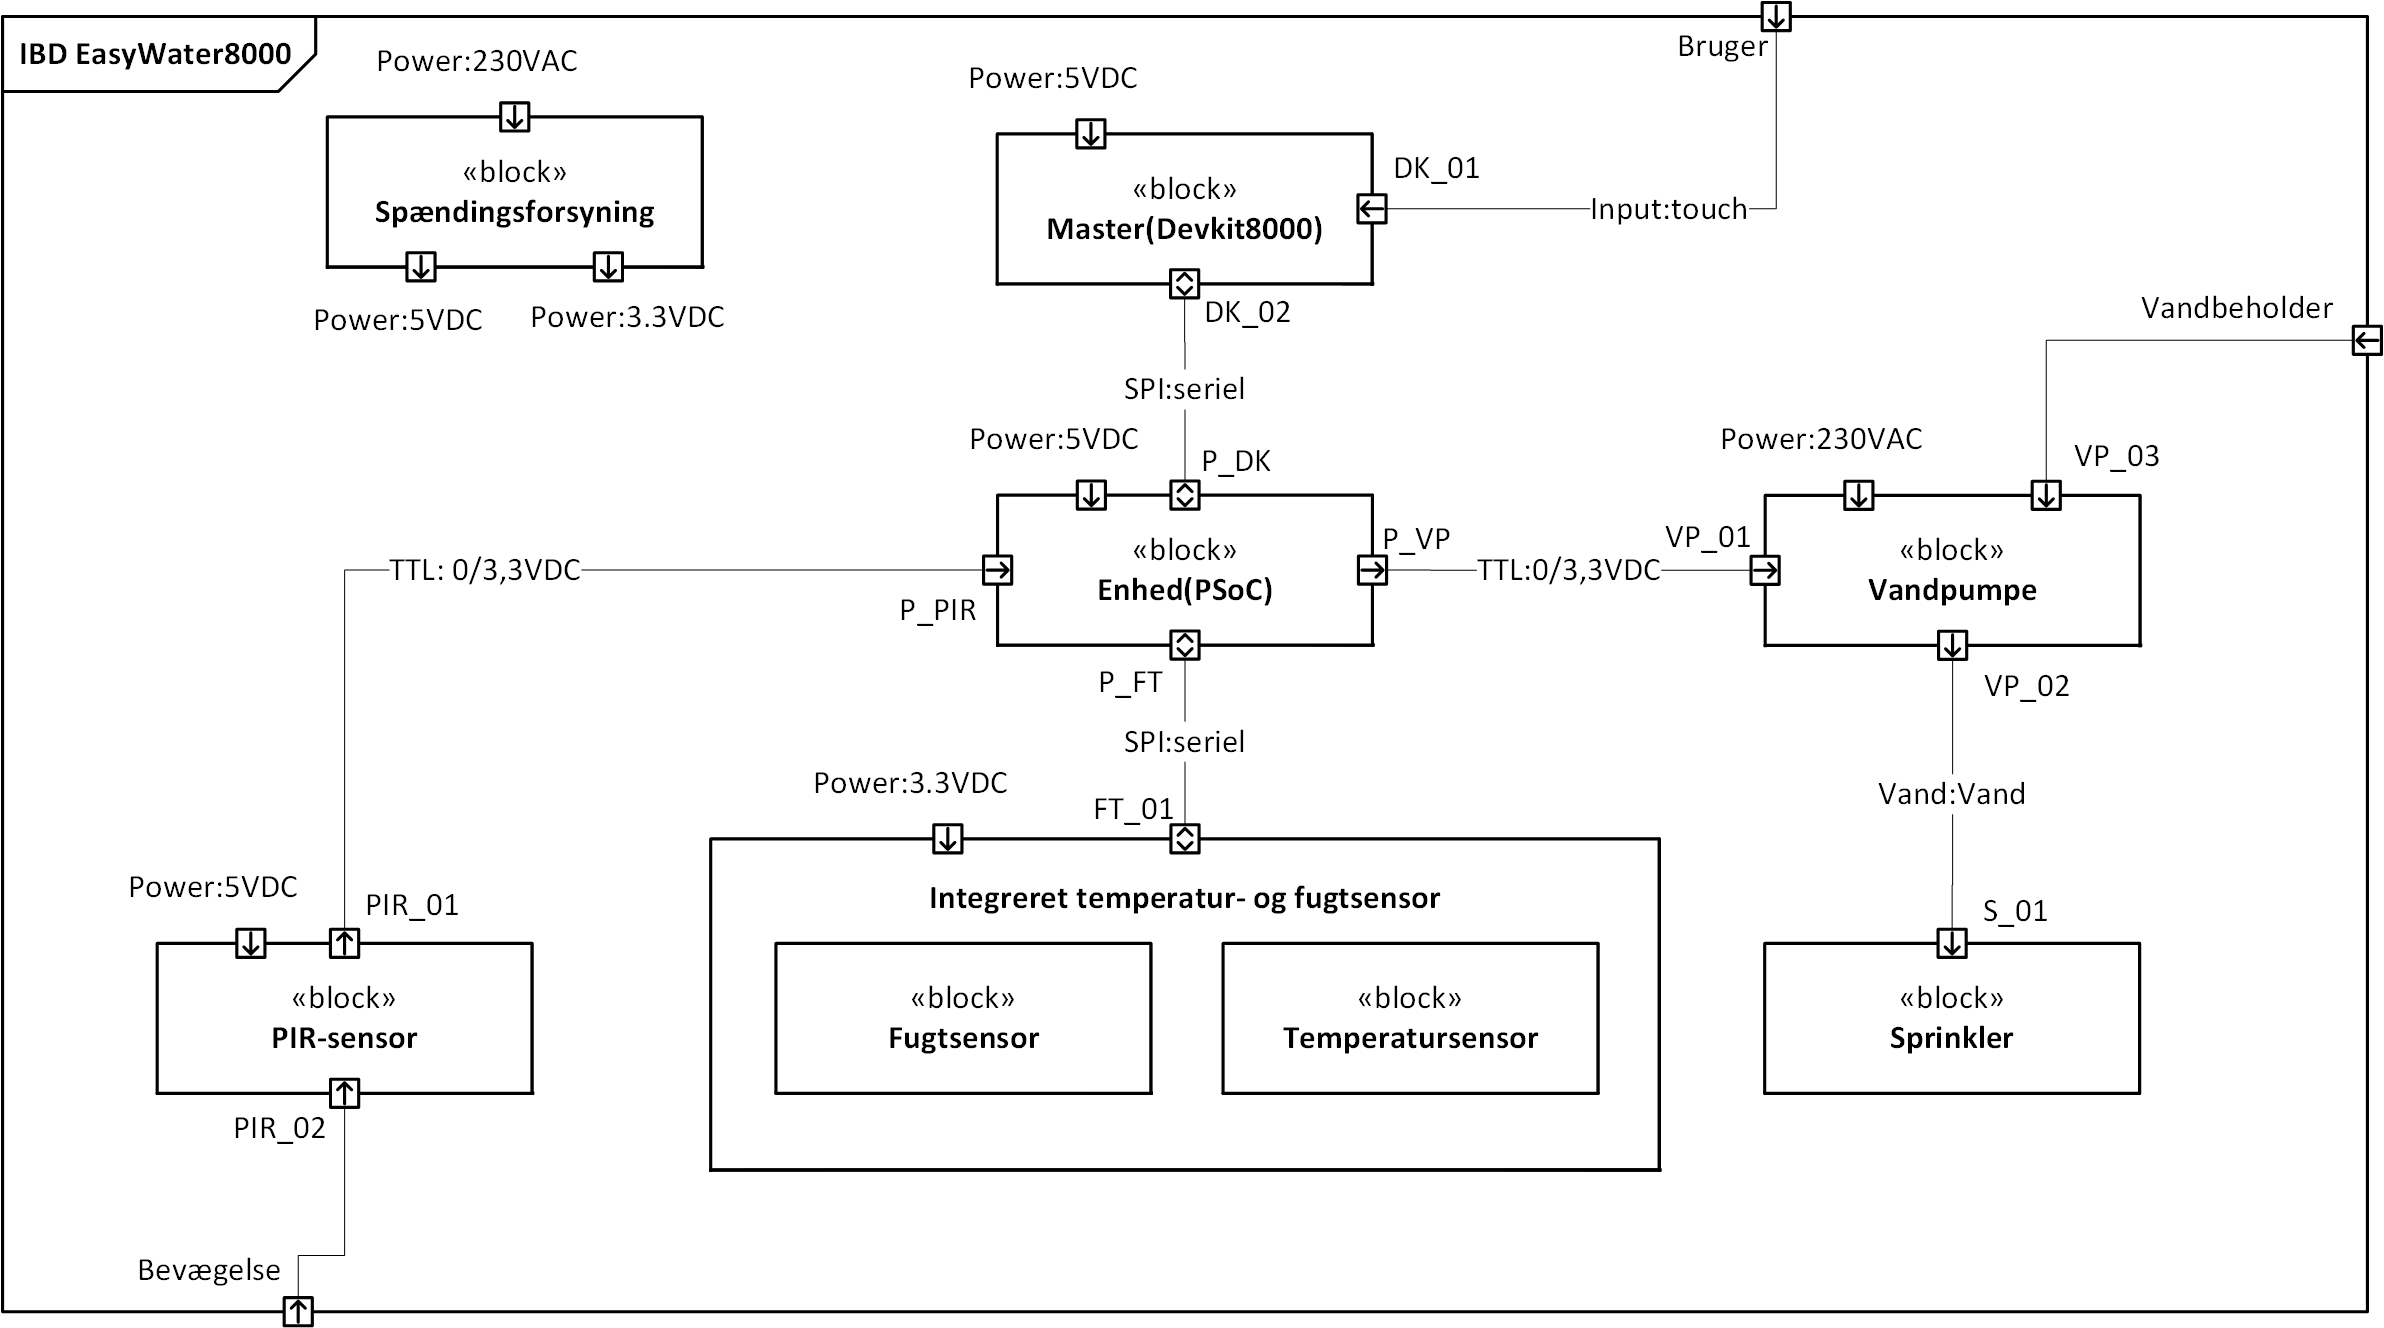 IBD EasyWater8000
Power:230VAC
«block»
Spændingsforsyning
Power:5VDC
Power:3.3VDC
Bruger
Power:5VDC
«block»
Master(Devkit8000)
DK_01
Input:touch
DK_02
SPI:seriel
Vandbeholder
Power:5VDC
P_DK
«block»
Enhed(PSoC)
P_VP
P_PIR
TTL: 0/3,3VDC
P_FT
TTL:0/3,3VDC
Power:230VAC
VP_03
VP_01
«block»
Vandpumpe
VP_02
SPI:seriel
Vand:Vand
Power:3.3VDC
FT_01
Integreret temperatur- og fugtsensor
«block»
Fugtsensor
«block»
Temperatursensor
S_01
«block»
Sprinkler
Power:5VDC
PIR_01
«block»
PIR-sensor
PIR_02
Bevægelse